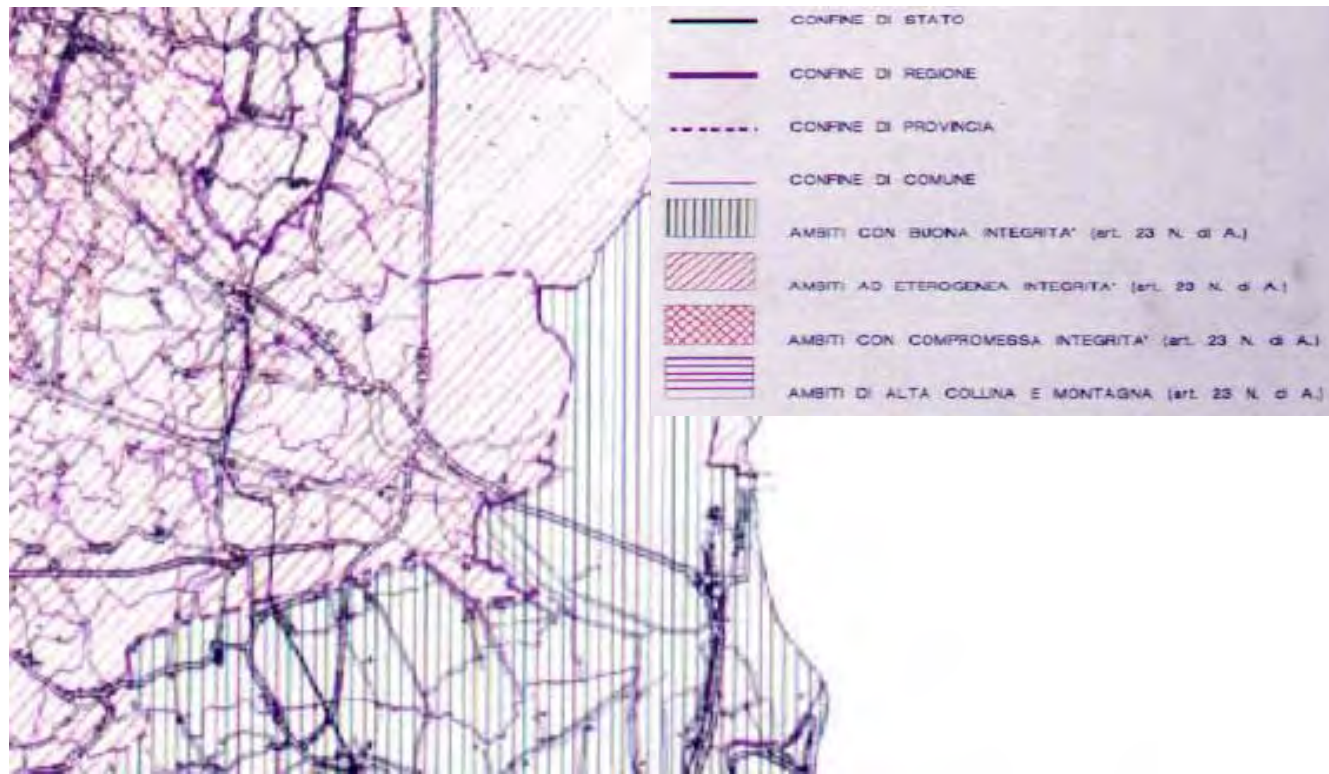 CONFINE DI STATO
CONFINE DI REGIONE
CONFINE DI PROVINCIA
CONFINE DI COMUNE
AMBITI CON BUONA INTEGRITA' (art. 23 N. di A.)
AMBITI AD ETEROGENEA INTEGRITA' (art. 23 N. di A.)
AMBITI CON COMPROMESSA INTEGRITA' (art. 23 N. di A.)
AMBITI DI ALTA COLLINA E MONTAGNA (art. 23 N. di A.)